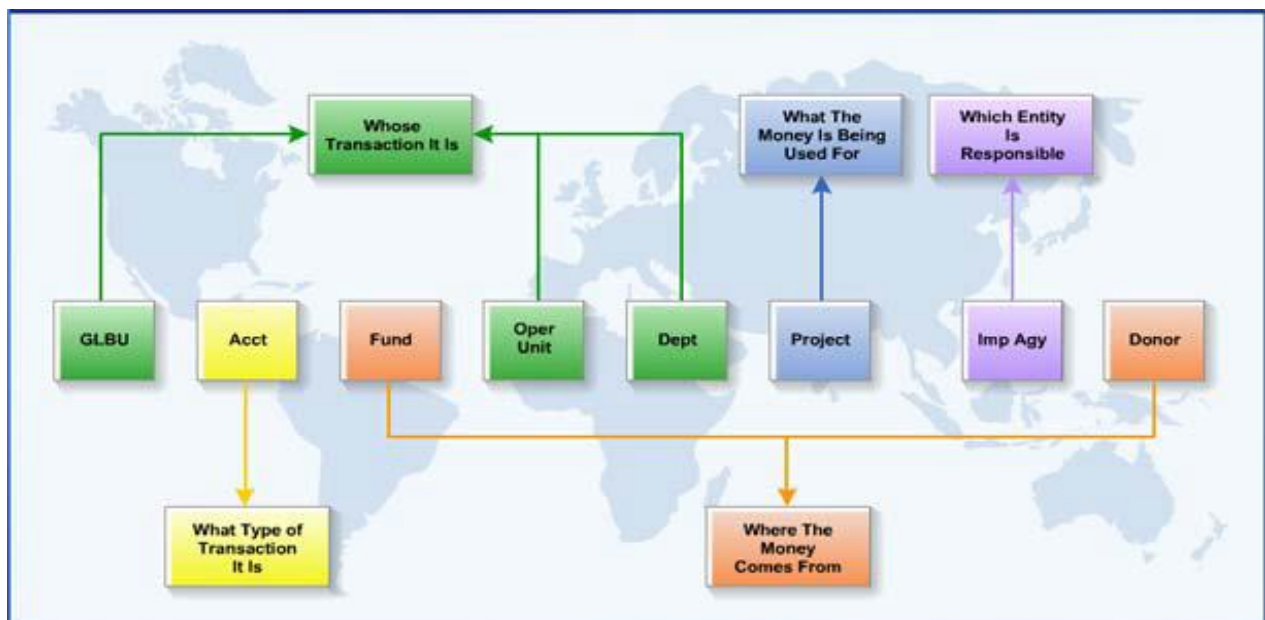 Whose
Transaction It Is
What The
Money Is Being
Used For
Which Entity
Is
Responsible
GLBU
Acct
Fund
Oper
Unit
Dept
Project
Imp Agy
Donor
What Type of
Transaction
It Is
Where The
Money
Comes From